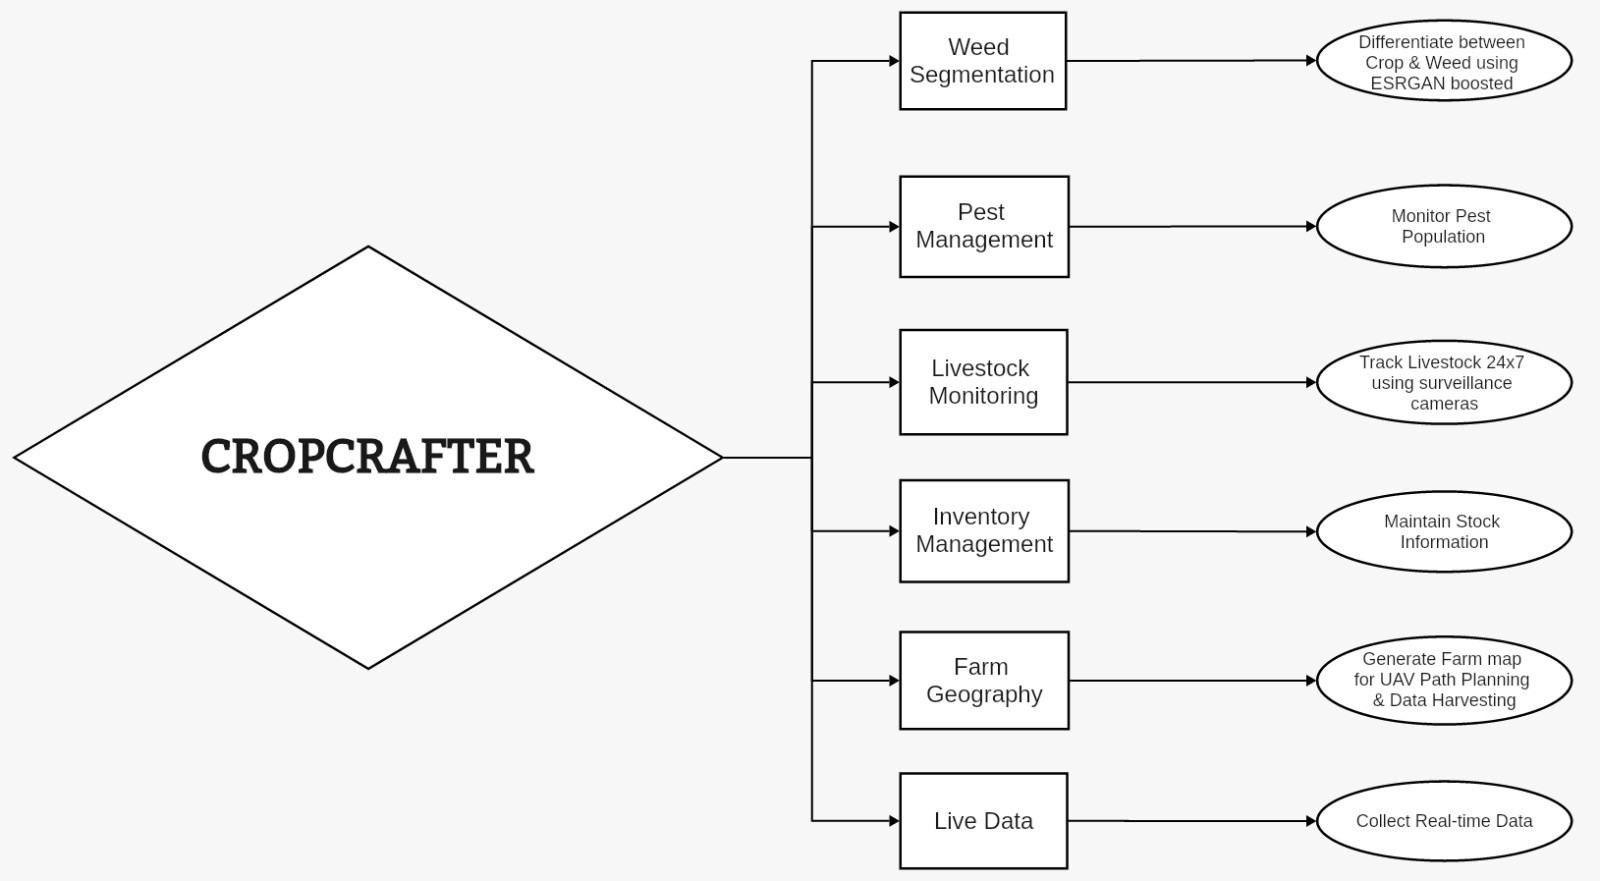 Weed
Segmentation
Differentiate between
Crop & Weed using
ESRGAN boosted
Pest
Management
Monitor Pest
Population
Livestock
Monitoring
Track Livestock 24x7
using surveillance
cameras
CROPCRAFTER
Inventory
Management
Maintain Stock
Information
Farm
Geography
Generate Farm map
for UAV Path Planning
& Data Harvesting
Live Data
Collect Real-time Data